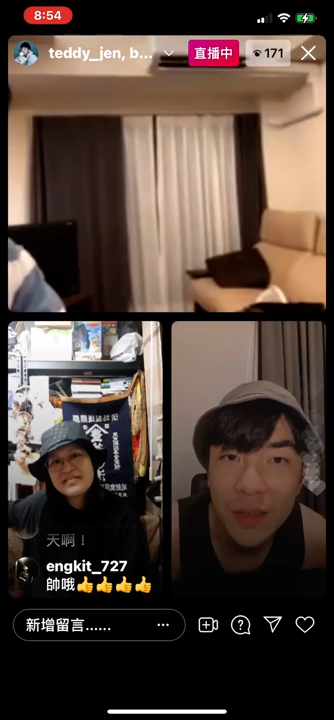 8:54
teddy_jen, b... 直播中 171
天啊！
engkit_727
帥哦👍👍👍👍
新增留言......